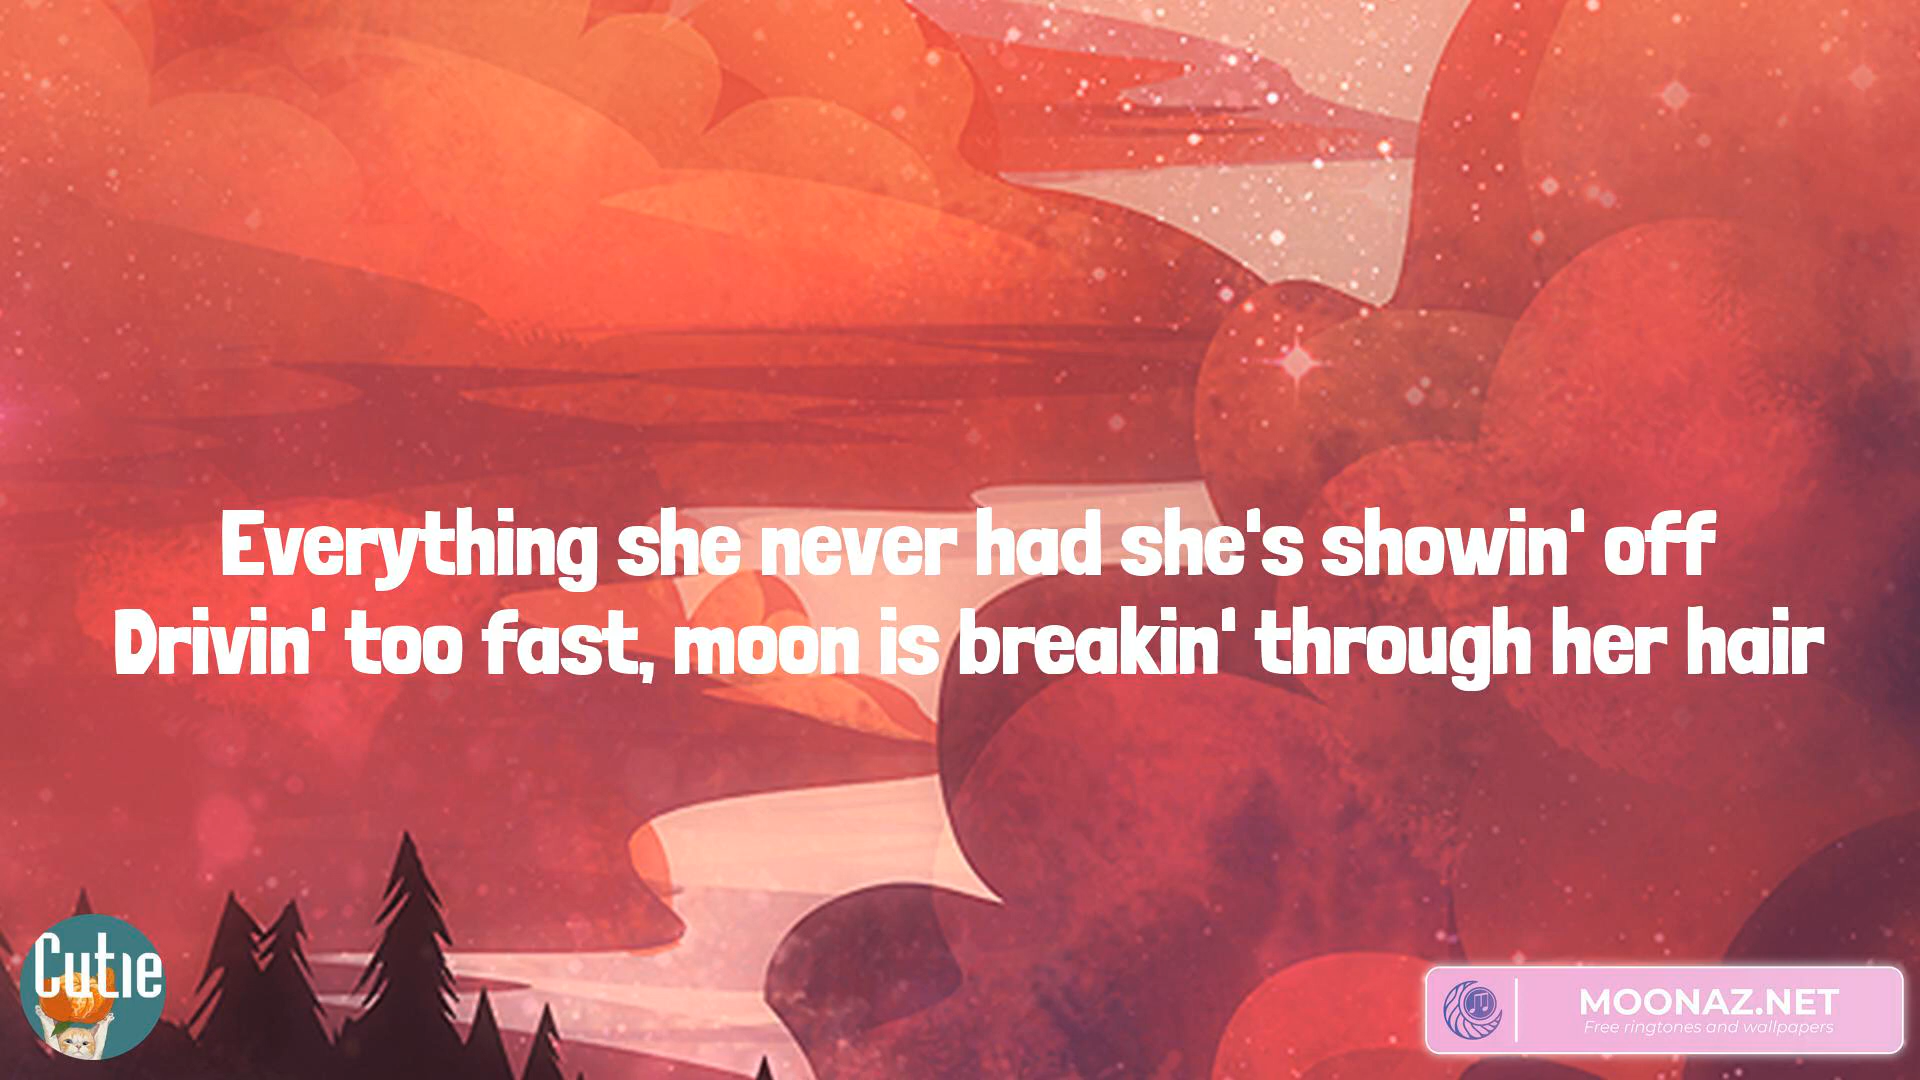 Everything she never had she's showin' off
Drivin' too fast, moon is breakin' through her hair
Cutie
MOONAZ.NET
Free ringtones and wallpapers